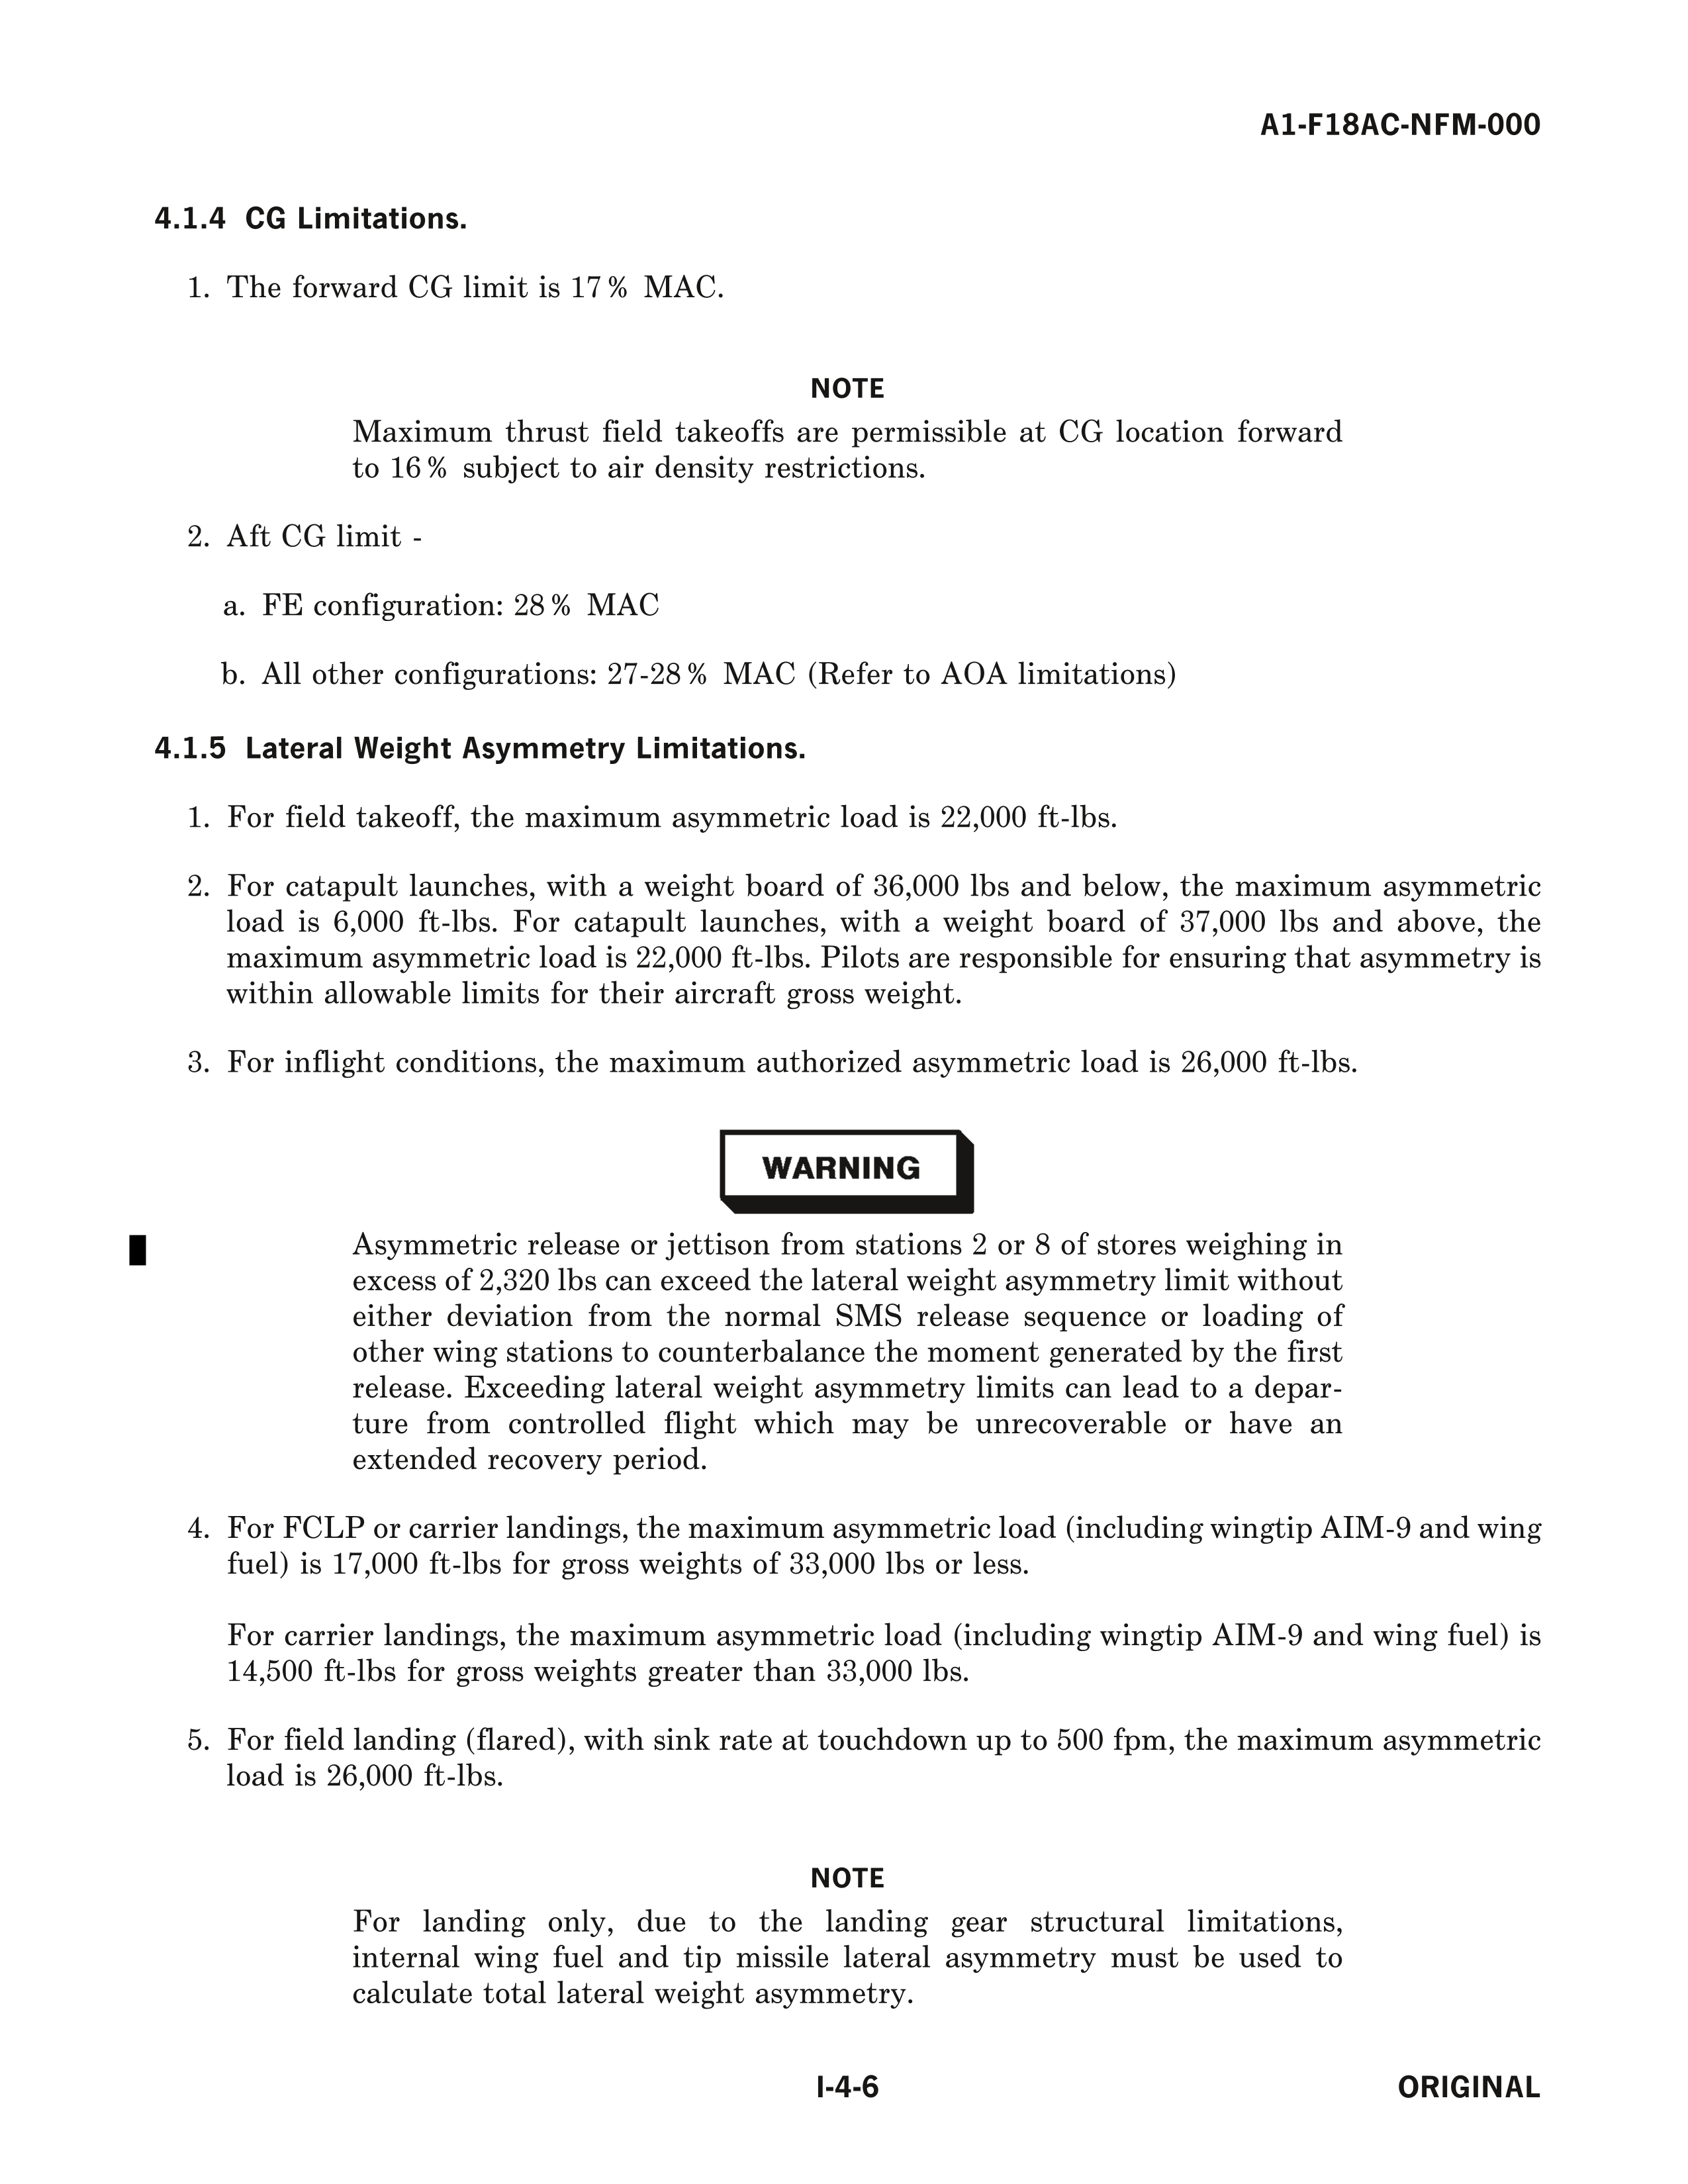 A1-F18AC-NFM-000
4.1.4 CG Limitations.
1. The forward CG limit is 17% MAC.
NOTE
Maximum thrust field takeoffs are permissible at CG location forward
to 16% subject to air density restrictions.
2. Aft CG limit -
a. FE configuration: 28% MAC
b. All other configurations: 27-28% MAC (Refer to AOA limitations)
4.1.5 Lateral Weight Asymmetry Limitations.
1. For field takeoff, the maximum asymmetric load is 22,000 ft-lbs.
2. For catapult launches, with a weight board of 36,000 lbs and below, the maximum asymmetric
load is 6,000 ft-lbs. For catapult launches, with a weight board of 37,000 lbs and above, the
maximum asymmetric load is 22,000 ft-lbs. Pilots are responsible for ensuring that asymmetry is
within allowable limits for their aircraft gross weight.
3. For inflight conditions, the maximum authorized asymmetric load is 26,000 ft-lbs.
WARNING
Asymmetric release or jettison from stations 2 or 8 of stores weighing in
excess of 2,320 lbs can exceed the lateral weight asymmetry limit without
either deviation from the normal SMS release sequence or loading of
other wing stations to counterbalance the moment generated by the first
release. Exceeding lateral weight asymmetry limits can lead to a depar-
ture from controlled flight which may be unrecoverable or have an
extended recovery period.
4. For FCLP or carrier landings, the maximum asymmetric load (including wingtip AIM-9 and wing
fuel) is 17,000 ft-lbs for gross weights of 33,000 lbs or less.
For carrier landings, the maximum asymmetric load (including wingtip AIM-9 and wing fuel) is
14,500 ft-lbs for gross weights greater than 33,000 lbs.
5. For field landing (flared), with sink rate at touchdown up to 500 fpm, the maximum asymmetric
load is 26,000 ft-lbs.
NOTE
For landing only, due to the landing gear structural limitations,
internal wing fuel and tip missile lateral asymmetry must be used to
calculate total lateral weight asymmetry.
I-4-6
ORIGINAL